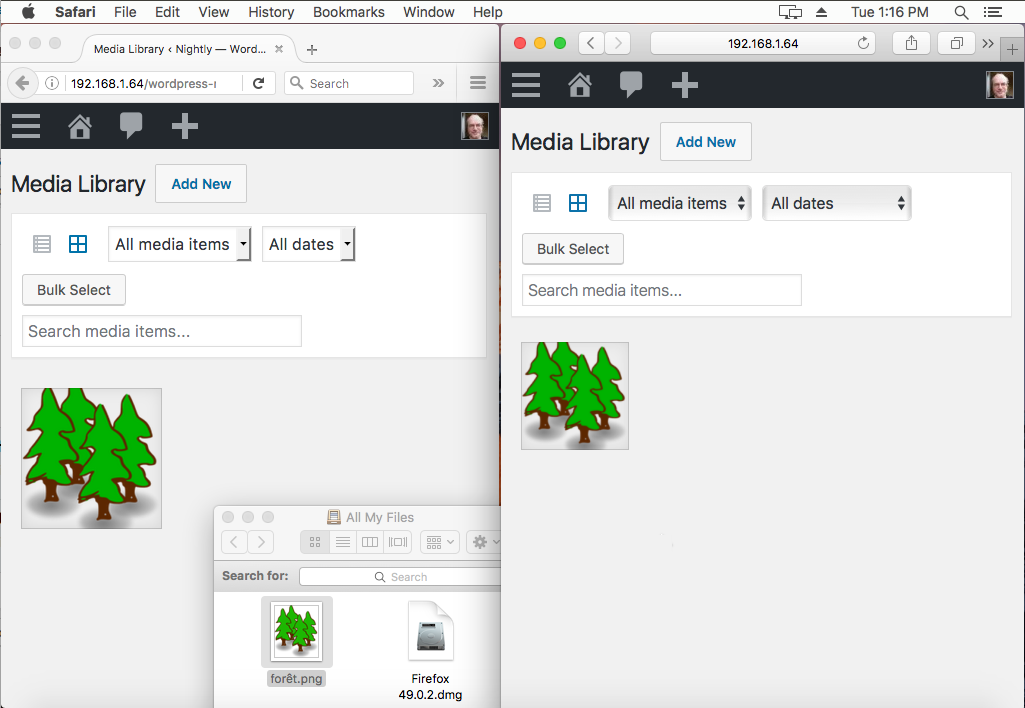 Safari File Edit View History Bookmarks Window Help Tue 1:16 PM
Media Library ‹ Nightly — Word...
192.168.1.64/wordpress-
Search
Media Library Add New
All media items All dates
Bulk Select
Search media items...
All My Files
Search for: Search
forêt.png
Firefox
49.0.2.dmg
192.168.1.64
Media Library Add New
All media items All dates
Bulk Select
Search media items...